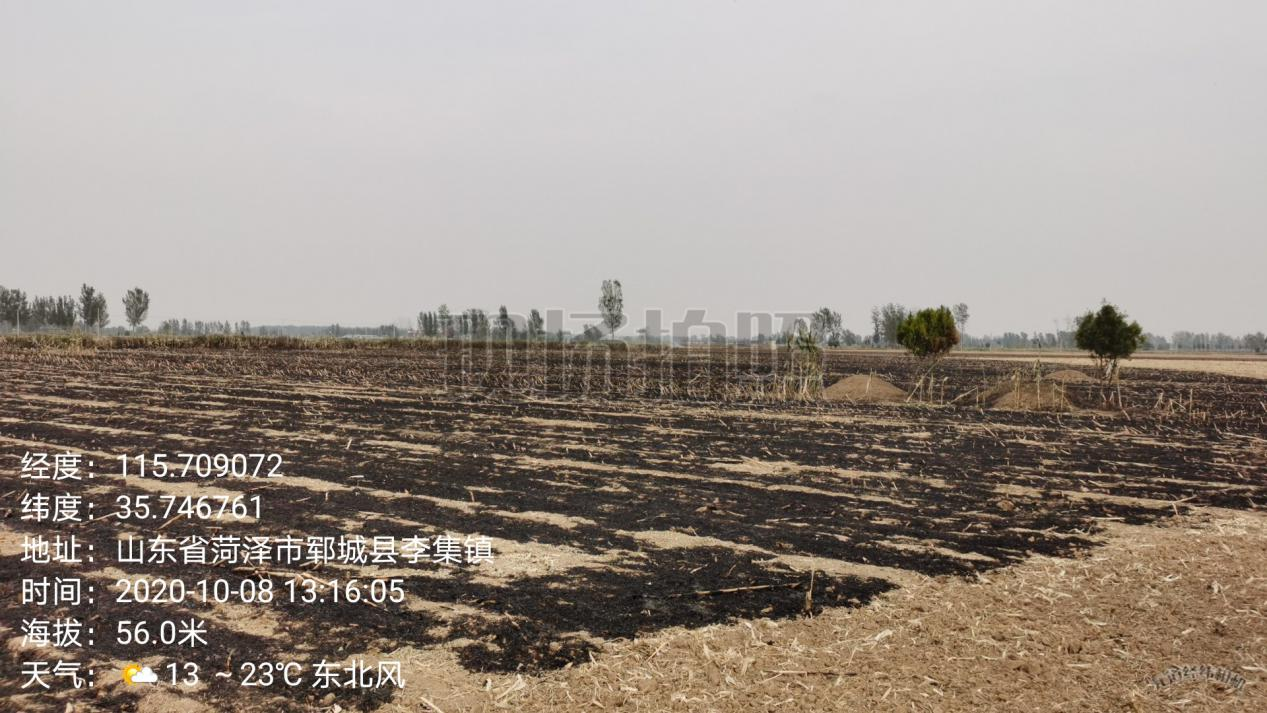 经度：115.709072
纬度：35.746761
地址：山东省菏泽市郓城县李集镇
时间：2020-10-08 13:16:05
海拔：56.0米
天气：13 ~ 23℃ 东北风